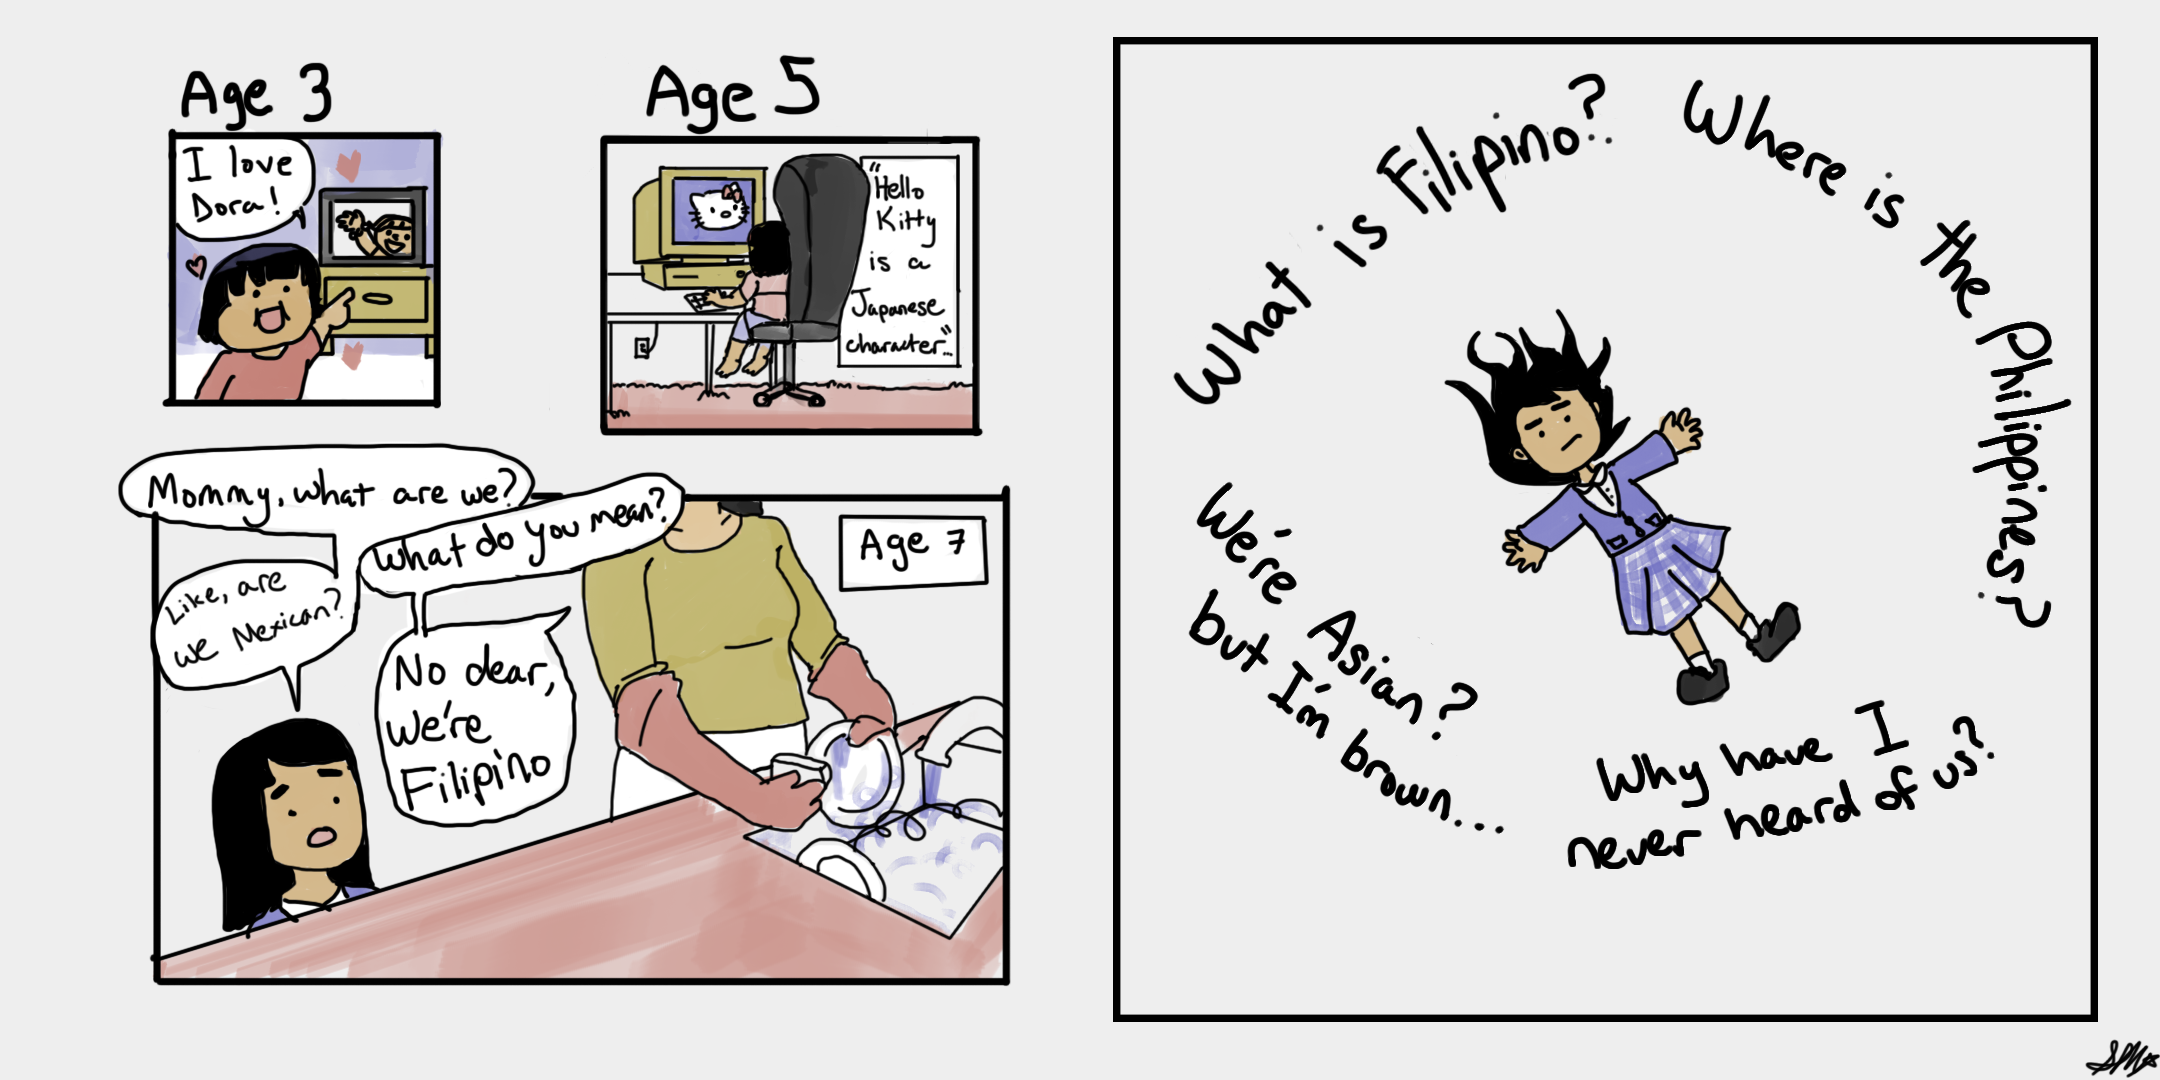 Age 3
I love
Dora!
Age 5
"Hello
Kitty
is a
Japanese
character..."
Mommy, what are we?
What do you mean?
Like, are
we Mexican?
No dear,
We're
Filipino
Age 7
What is Filipino?
Where is the Philippines?
We're Asian?
but I'm brown...
Why have I
never heard of us?